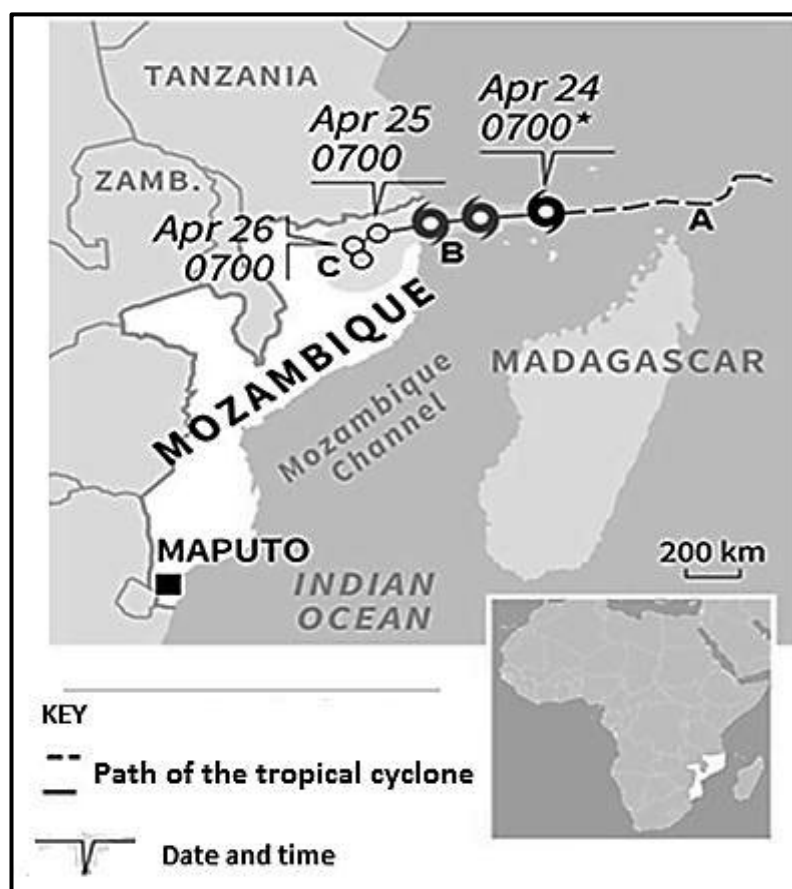 TANZANIA
Apr 24
0700*
Apr 25
0700
ZAMB.
A
B
Apr 26
0700
C
MOZAMBIQUE
MADAGASCAR
Mozambique
Channel
MAPUTO
200 km
INDIAN
OCEAN
KEY
Path of the tropical cyclone
Date and time